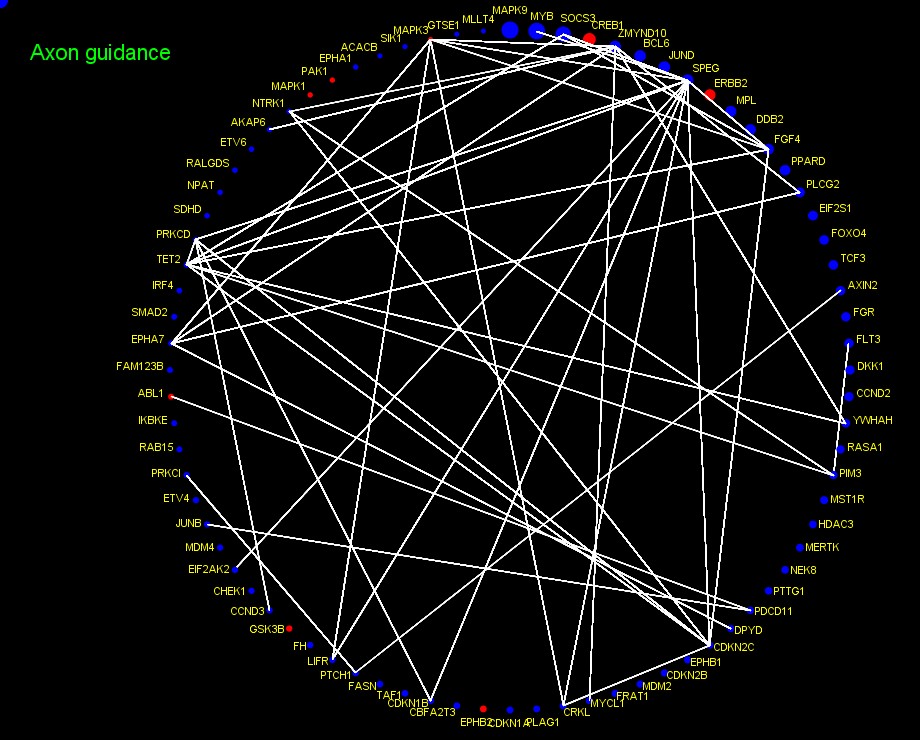 Axon guidance
MAPK9
MYB
SOCS3
CREB1
ZMYND10
BCL6
JUND
SPEG
ERBB2
MPL
DDB2
FGF4
PPARD
PLCG2
EIF2S1
FOXO4
TCF3
AXIN2
FGR
FLT3
DKK1
CCND2
YWHAH
RASA1
PIM3
MST1R
HDAC3
MERTK
NEK8
PTTG1
PDCD11
DPYD
CDKN2C
EPHB1
CDKN2B
MDM2
FRAT1
MYCL1
CRKL
PLAG1
CDKN1A
EPHB2
CBFA2T3
CDKN1B
TAF1
FASN
PTCH1
LIFR
FH
GSK3B
CCND3
CHEK1
EIF2AK2
MDM4
JUNB
ETV4
PRKCI
RAB15
IKBKE
ABL1
FAM123B
EPHA7
SMAD2
IRF4
TET2
PRKCD
SDHD
NPAT
RALGDS
ETV6
AKAP6
NTRK1
MAPK1
PAK1
EPHA1
ACACB
SIK1
MAPK3
GTSE1
MLLT4